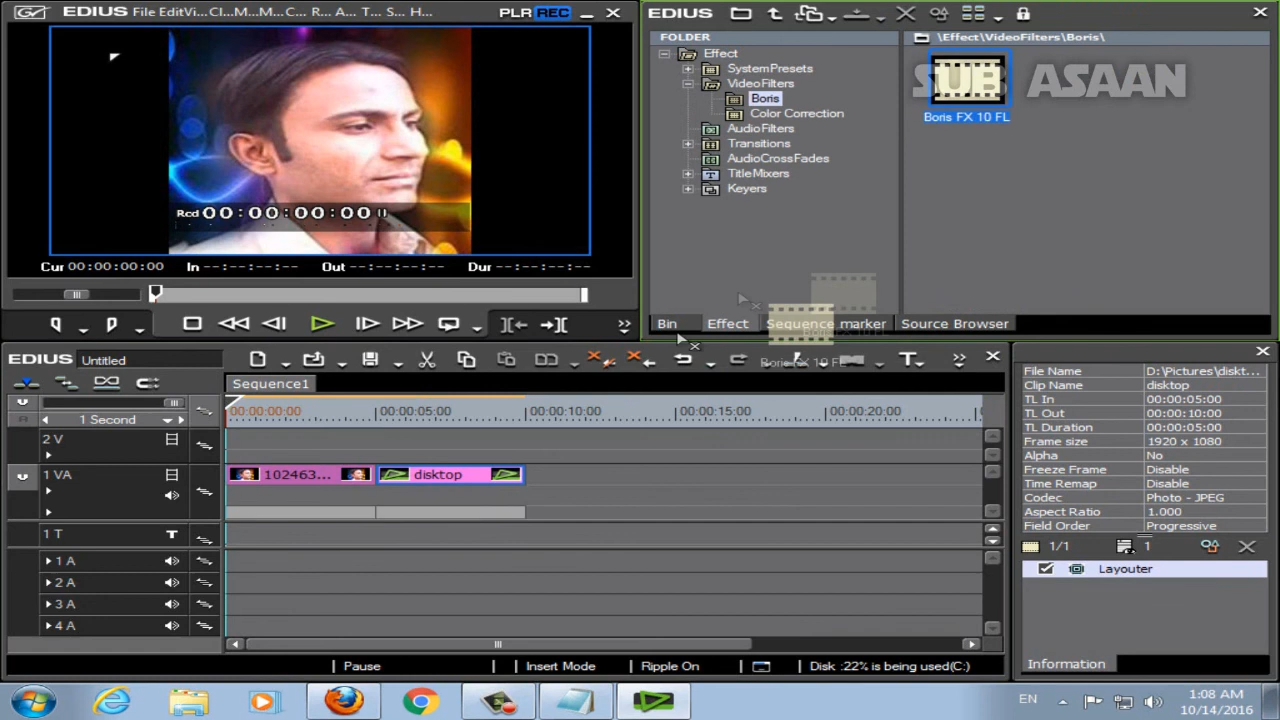 EDIUS File EditVi...Cl...M...M... C... R... A... T... S... H... PLR REC
Rcd 00:00:00:00
Cur 00:00:00:00 In --:--:--:-- Out --:--:--:-- Dur --:--:--:--
EDIUS
FOLDER
Effect
SystemPresets
VideoFilters
Boris
Color Correction
AudioFilters
Transitions
AudioCrossFades
TitleMixers
Keyers
\Effect\VideoFilters\Boris\
SUB ASAAN
Boris FX 10 FL
Bin Effect Sequence marker Source Browser
Boris FX 10 FL
EDIUS Untitled
Sequence1
1 Second
00:00:00:00 00:00:05:00 00:00:10:00 00:00:15:00 00:00:20:00
2 V
1 VA
102463... disktop
1 T
1 A
2 A
3 A
4 A
Pause Insert Mode Ripple On Disk :22% is being used(C:)
File Name D:\Pictures\diskt...
Clip Name disktop
TL In 00:00:05:00
TL Out 00:00:10:00
TL Duration 00:00:05:00
Frame size 1920 x 1080
Alpha No
Freeze Frame Disable
Time Remap Disable
Codec Photo - JPEG
Aspect Ratio 1.000
Field Order Progressive
1/1 1
Layouter
Information
EN
1:08 AM
10/14/2016